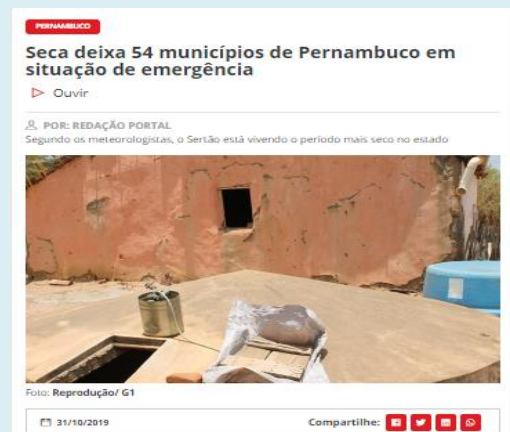 PERNAMBUCO
Seca deixa 54 municípios de Pernambuco em
situação de emergência
Ouvir
POR: REDAÇÃO PORTAL
Segundo os meteorologistas, o Sertão está vivendo o período mais seco no estado
Foto: Reprodução/ G1
31/10/2019 Compartilhe: